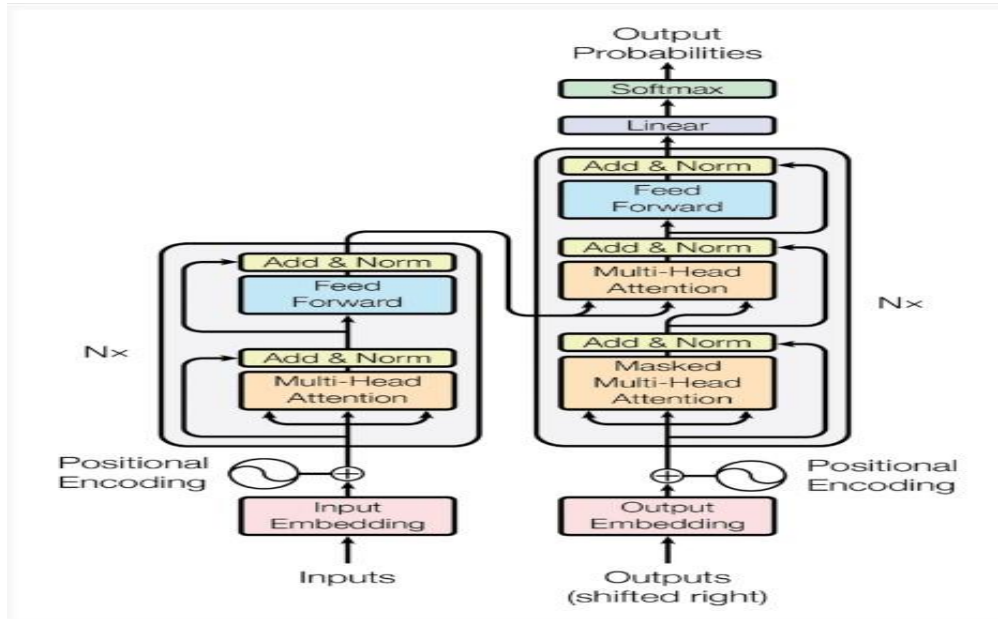 Output
Probabilities
Softmax
Linear
Add & Norm
Feed
Forward
Add & Norm
Multi-Head
Attention
Add & Norm
Masked
Multi-Head
Attention
Nx
Add & Norm
Feed
Forward
Add & Norm
Multi-Head
Attention
Nx
Positional
Encoding
Positional
Encoding
Input
Embedding
Output
Embedding
Inputs
Outputs
(shifted right)